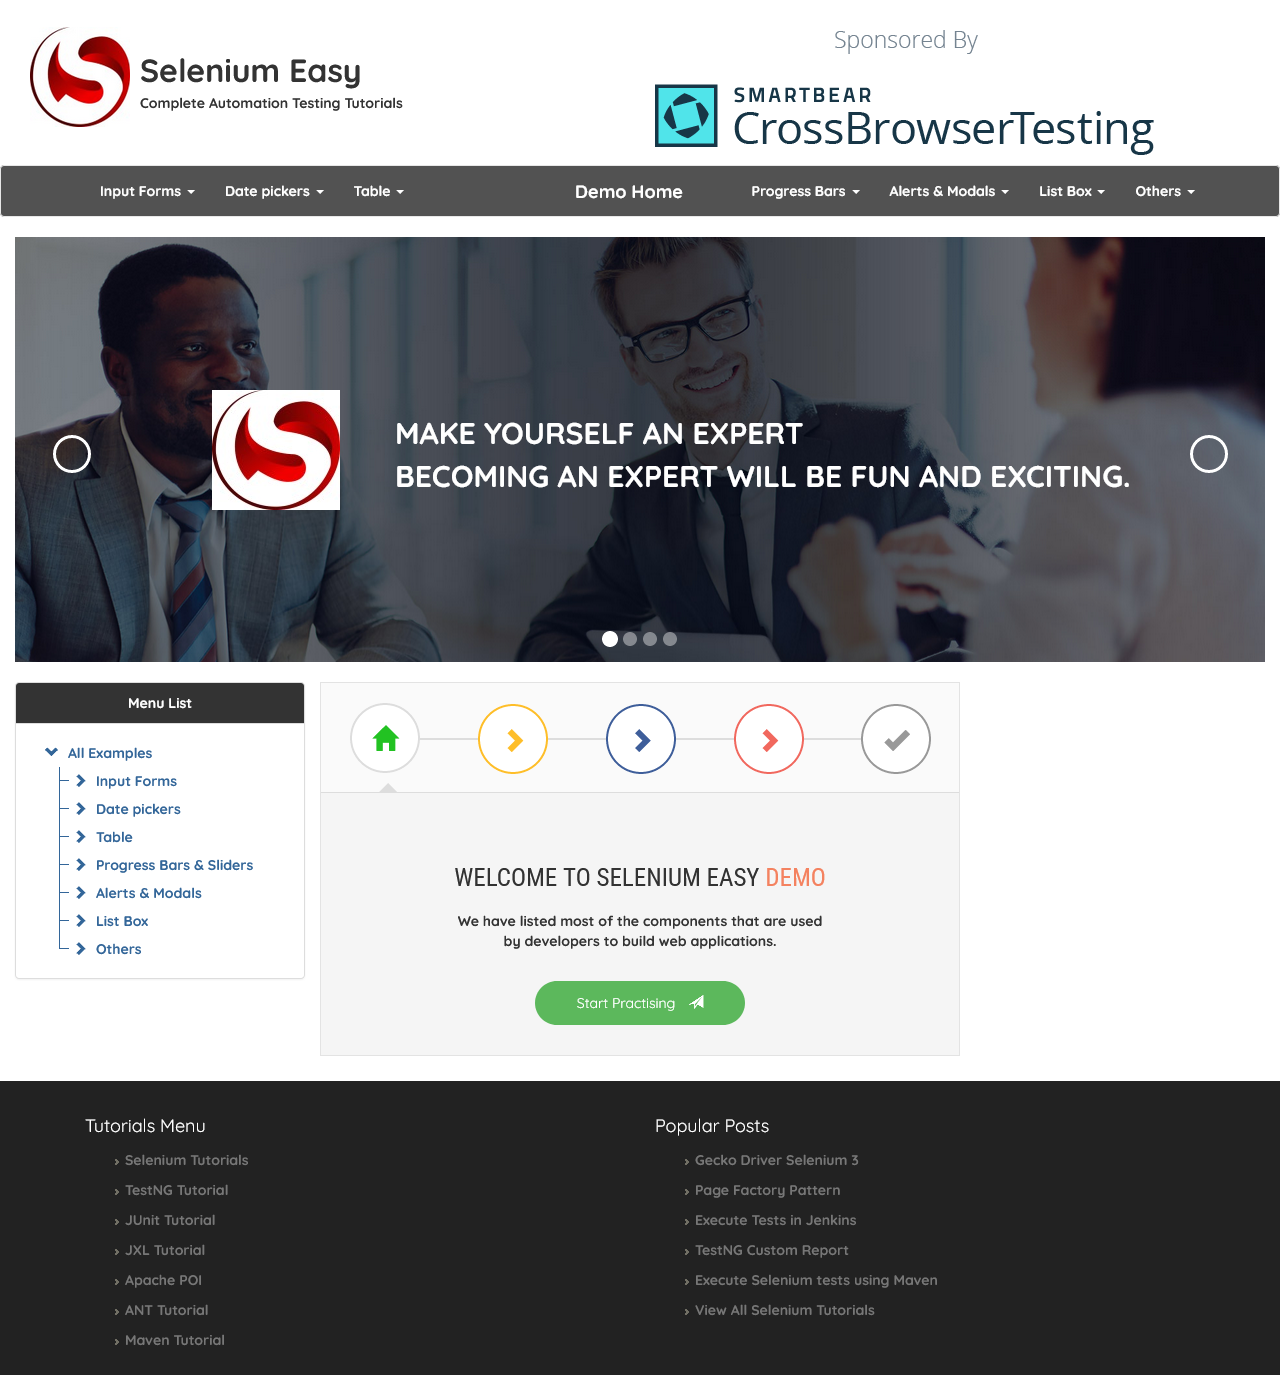 Selenium Easy
Complete Automation Testing Tutorials
Sponsored By
SMARTBEAR
CrossBrowserTesting
Input Forms
Date pickers
Table
Demo Home
Progress Bars
Alerts & Modals
List Box
Others
MAKE YOURSELF AN EXPERT
BECOMING AN EXPERT WILL BE FUN AND EXCITING.
Menu List
All Examples
Input Forms
Date pickers
Table
Progress Bars & Sliders
Alerts & Modals
List Box
Others
WELCOME TO SELENIUM EASY DEMO
We have listed most of the components that are used
by developers to build web applications.
Start Practising
Tutorials Menu
Selenium Tutorials
TestNG Tutorial
JUnit Tutorial
JXL Tutorial
Apache POI
ANT Tutorial
Maven Tutorial
Popular Posts
Gecko Driver Selenium 3
Page Factory Pattern
Execute Tests in Jenkins
TestNG Custom Report
Execute Selenium tests using Maven
View All Selenium Tutorials